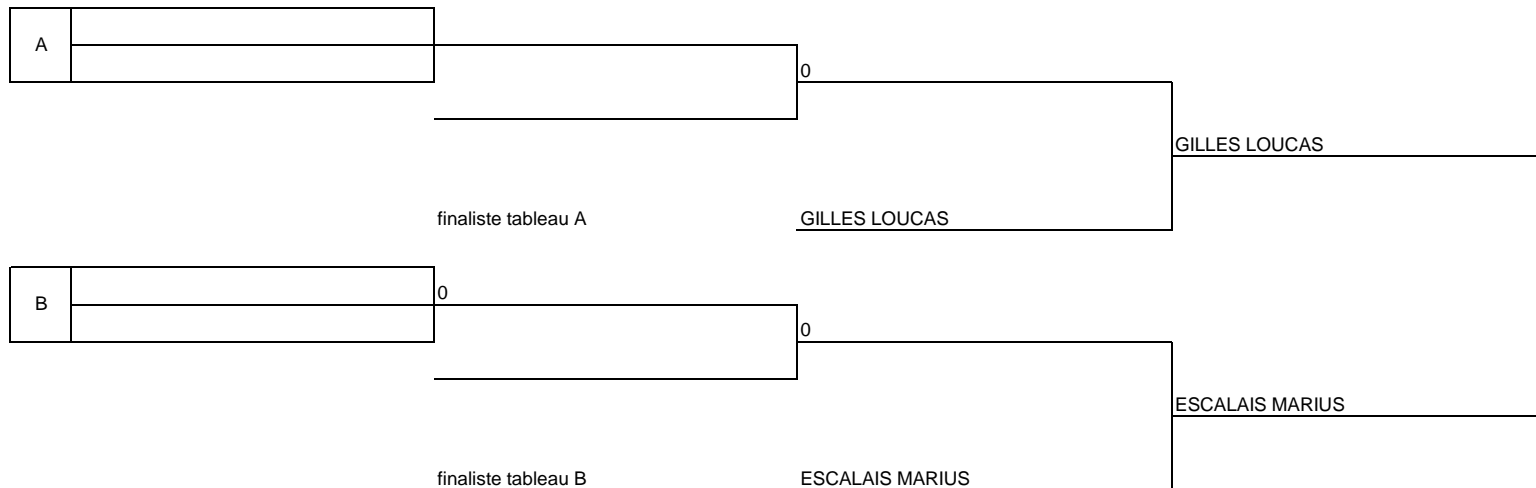 A
0
GILLES LOUCAS
finaliste tableau A GILLES LOUCAS
B
0
0
ESCALAIS MARIUS
finaliste tableau B ESCALAIS MARIUS